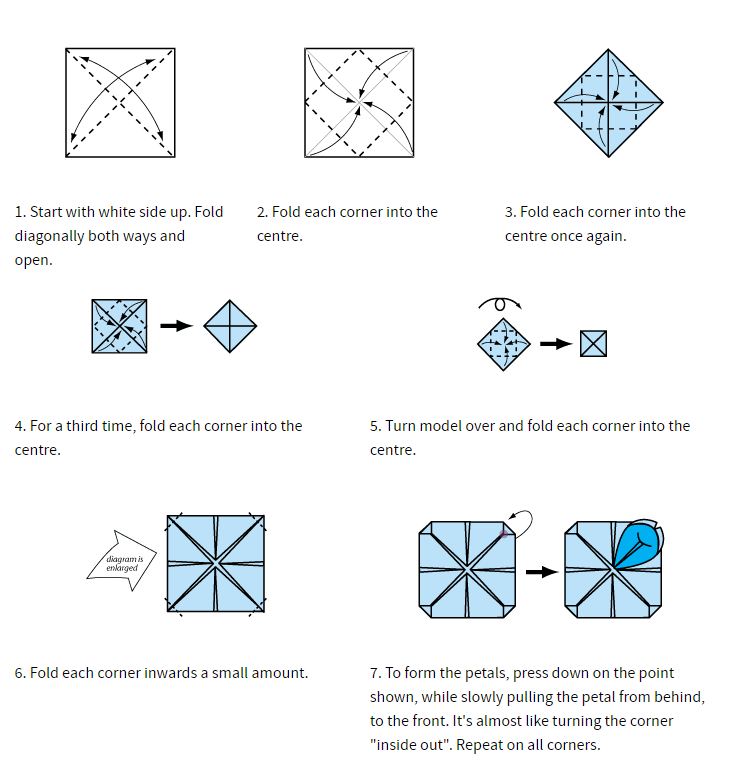 1. Start with white side up. Fold
diagonally both ways and
open.
2. Fold each corner into the
centre.
3. Fold each corner into the
centre once again.
4. For a third time, fold each corner into the
centre.
5. Turn model over and fold each corner into the
centre.
diagram is
enlarged
6. Fold each corner inwards a small amount.
7. To form the petals, press down on the point
shown, while slowly pulling the petal from behind,
to the front. It's almost like turning the corner
"inside out". Repeat on all corners.